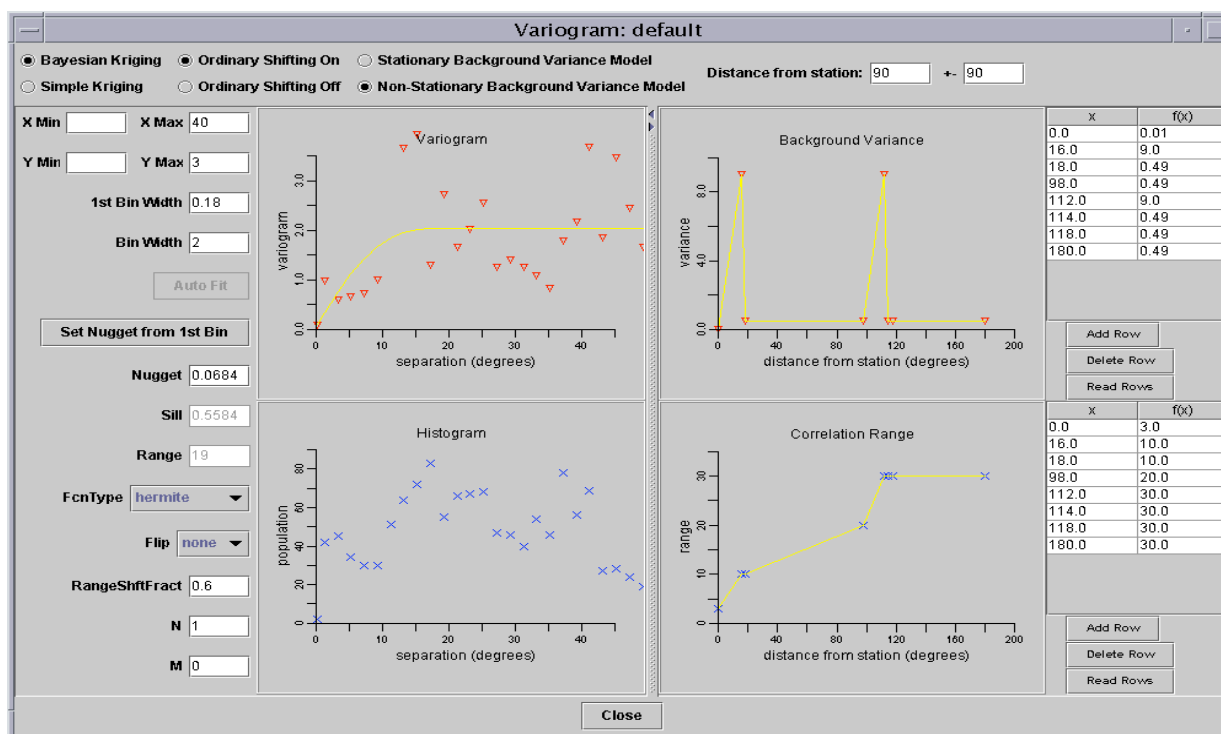 Variogram: default
Bayesian Kriging Ordinary Shifting On Stationary Background Variance Model
Simple Kriging Ordinary Shifting Off Non-Stationary Background Variance Model
Distance from station: 90 +- 90
X Min X Max 40
Y Min Y Max 3
1st Bin Width 0.18
Bin Width 2
Auto Fit
Set Nugget from 1st Bin
Nugget 0.0684
Sill 0.5584
Range 19
FcnType hermite
Flip none
RangeShftFract 0.6
N 1
M 0
Variogram
variogram
3.0
2.0
1.0
0.0
0 10 20 30 40
separation (degrees)
Background Variance
variance
8.0
4.0
0.0
0 40 80 120 160 200
distance from station (degrees)
x f(x)
0.0 0.01
16.0 9.0
18.0 0.49
98.0 0.49
112.0 9.0
114.0 0.49
118.0 0.49
180.0 0.49
Add Row
Delete Row
Read Rows
Histogram
population
80
60
40
20
0
0 10 20 30 40
separation (degrees)
Correlation Range
range
30
20
10
0
0 40 80 120 160 200
distance from station (degrees)
x f(x)
0.0 3.0
16.0 10.0
18.0 10.0
98.0 20.0
112.0 30.0
114.0 30.0
118.0 30.0
180.0 30.0
Add Row
Delete Row
Read Rows
Close